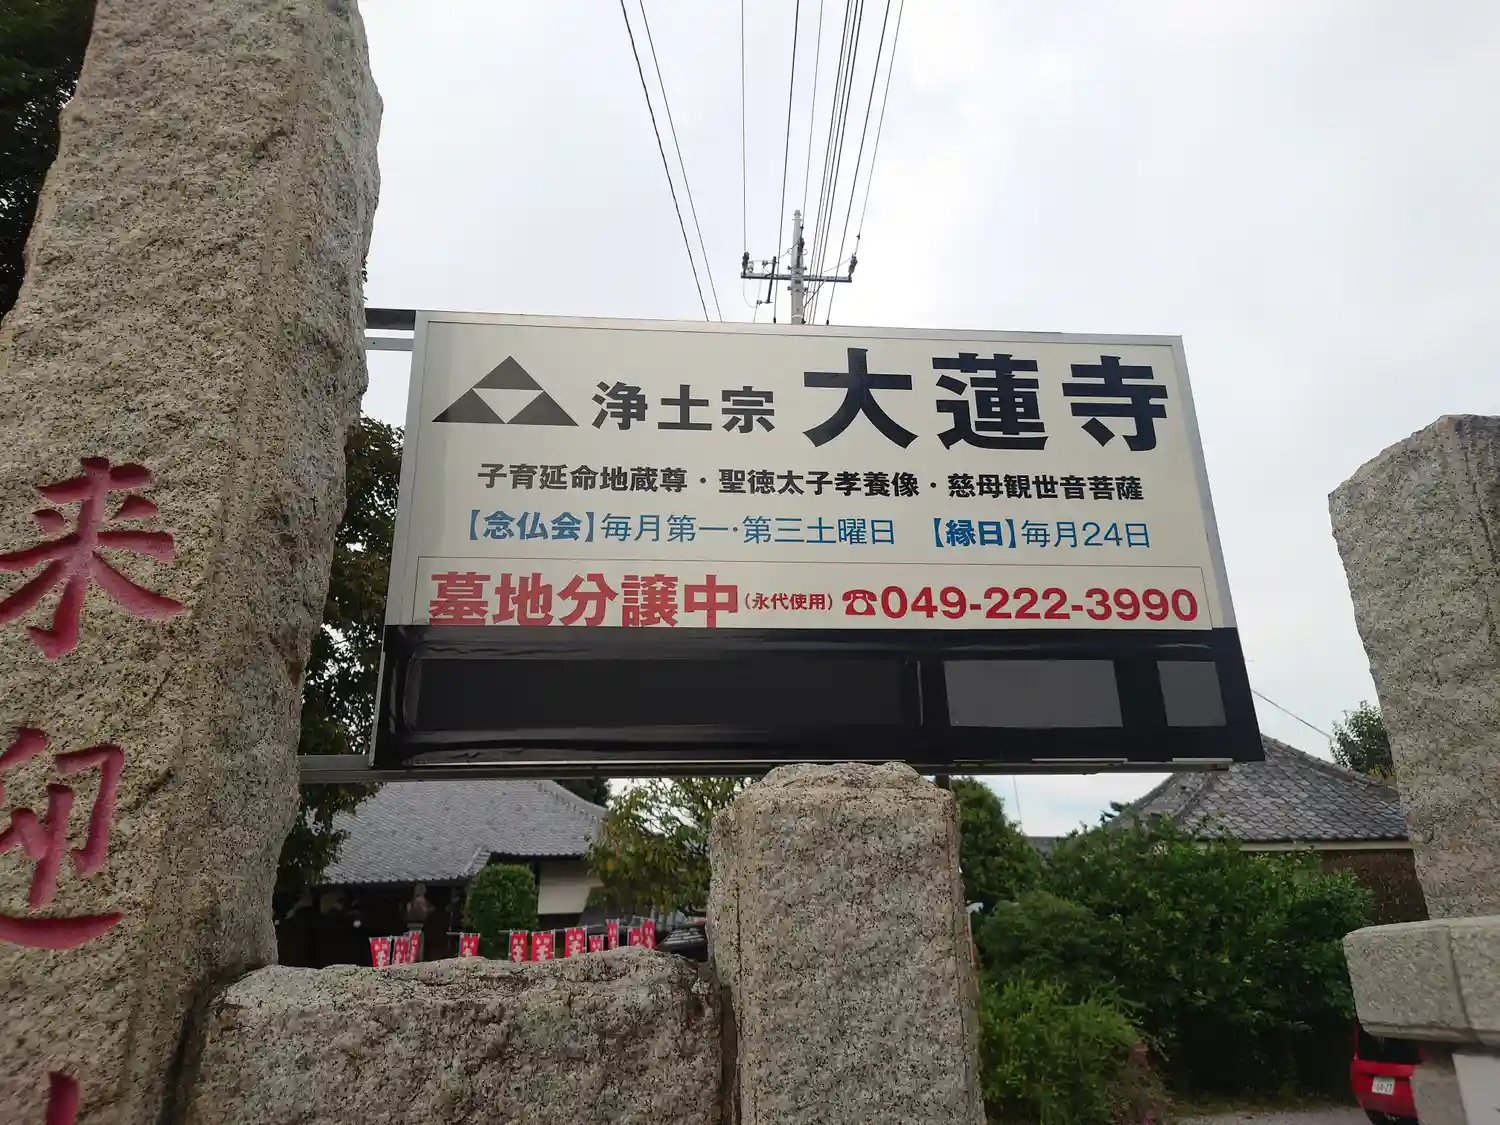 浄土宗 大蓮寺
子育延命地蔵尊・聖徳太子孝養像・慈母観世音菩薩
【念仏会】毎月第一・第三土曜日 【縁日】毎月24日
墓地分譲中(永代使用) ☎049-222-3990
来迎